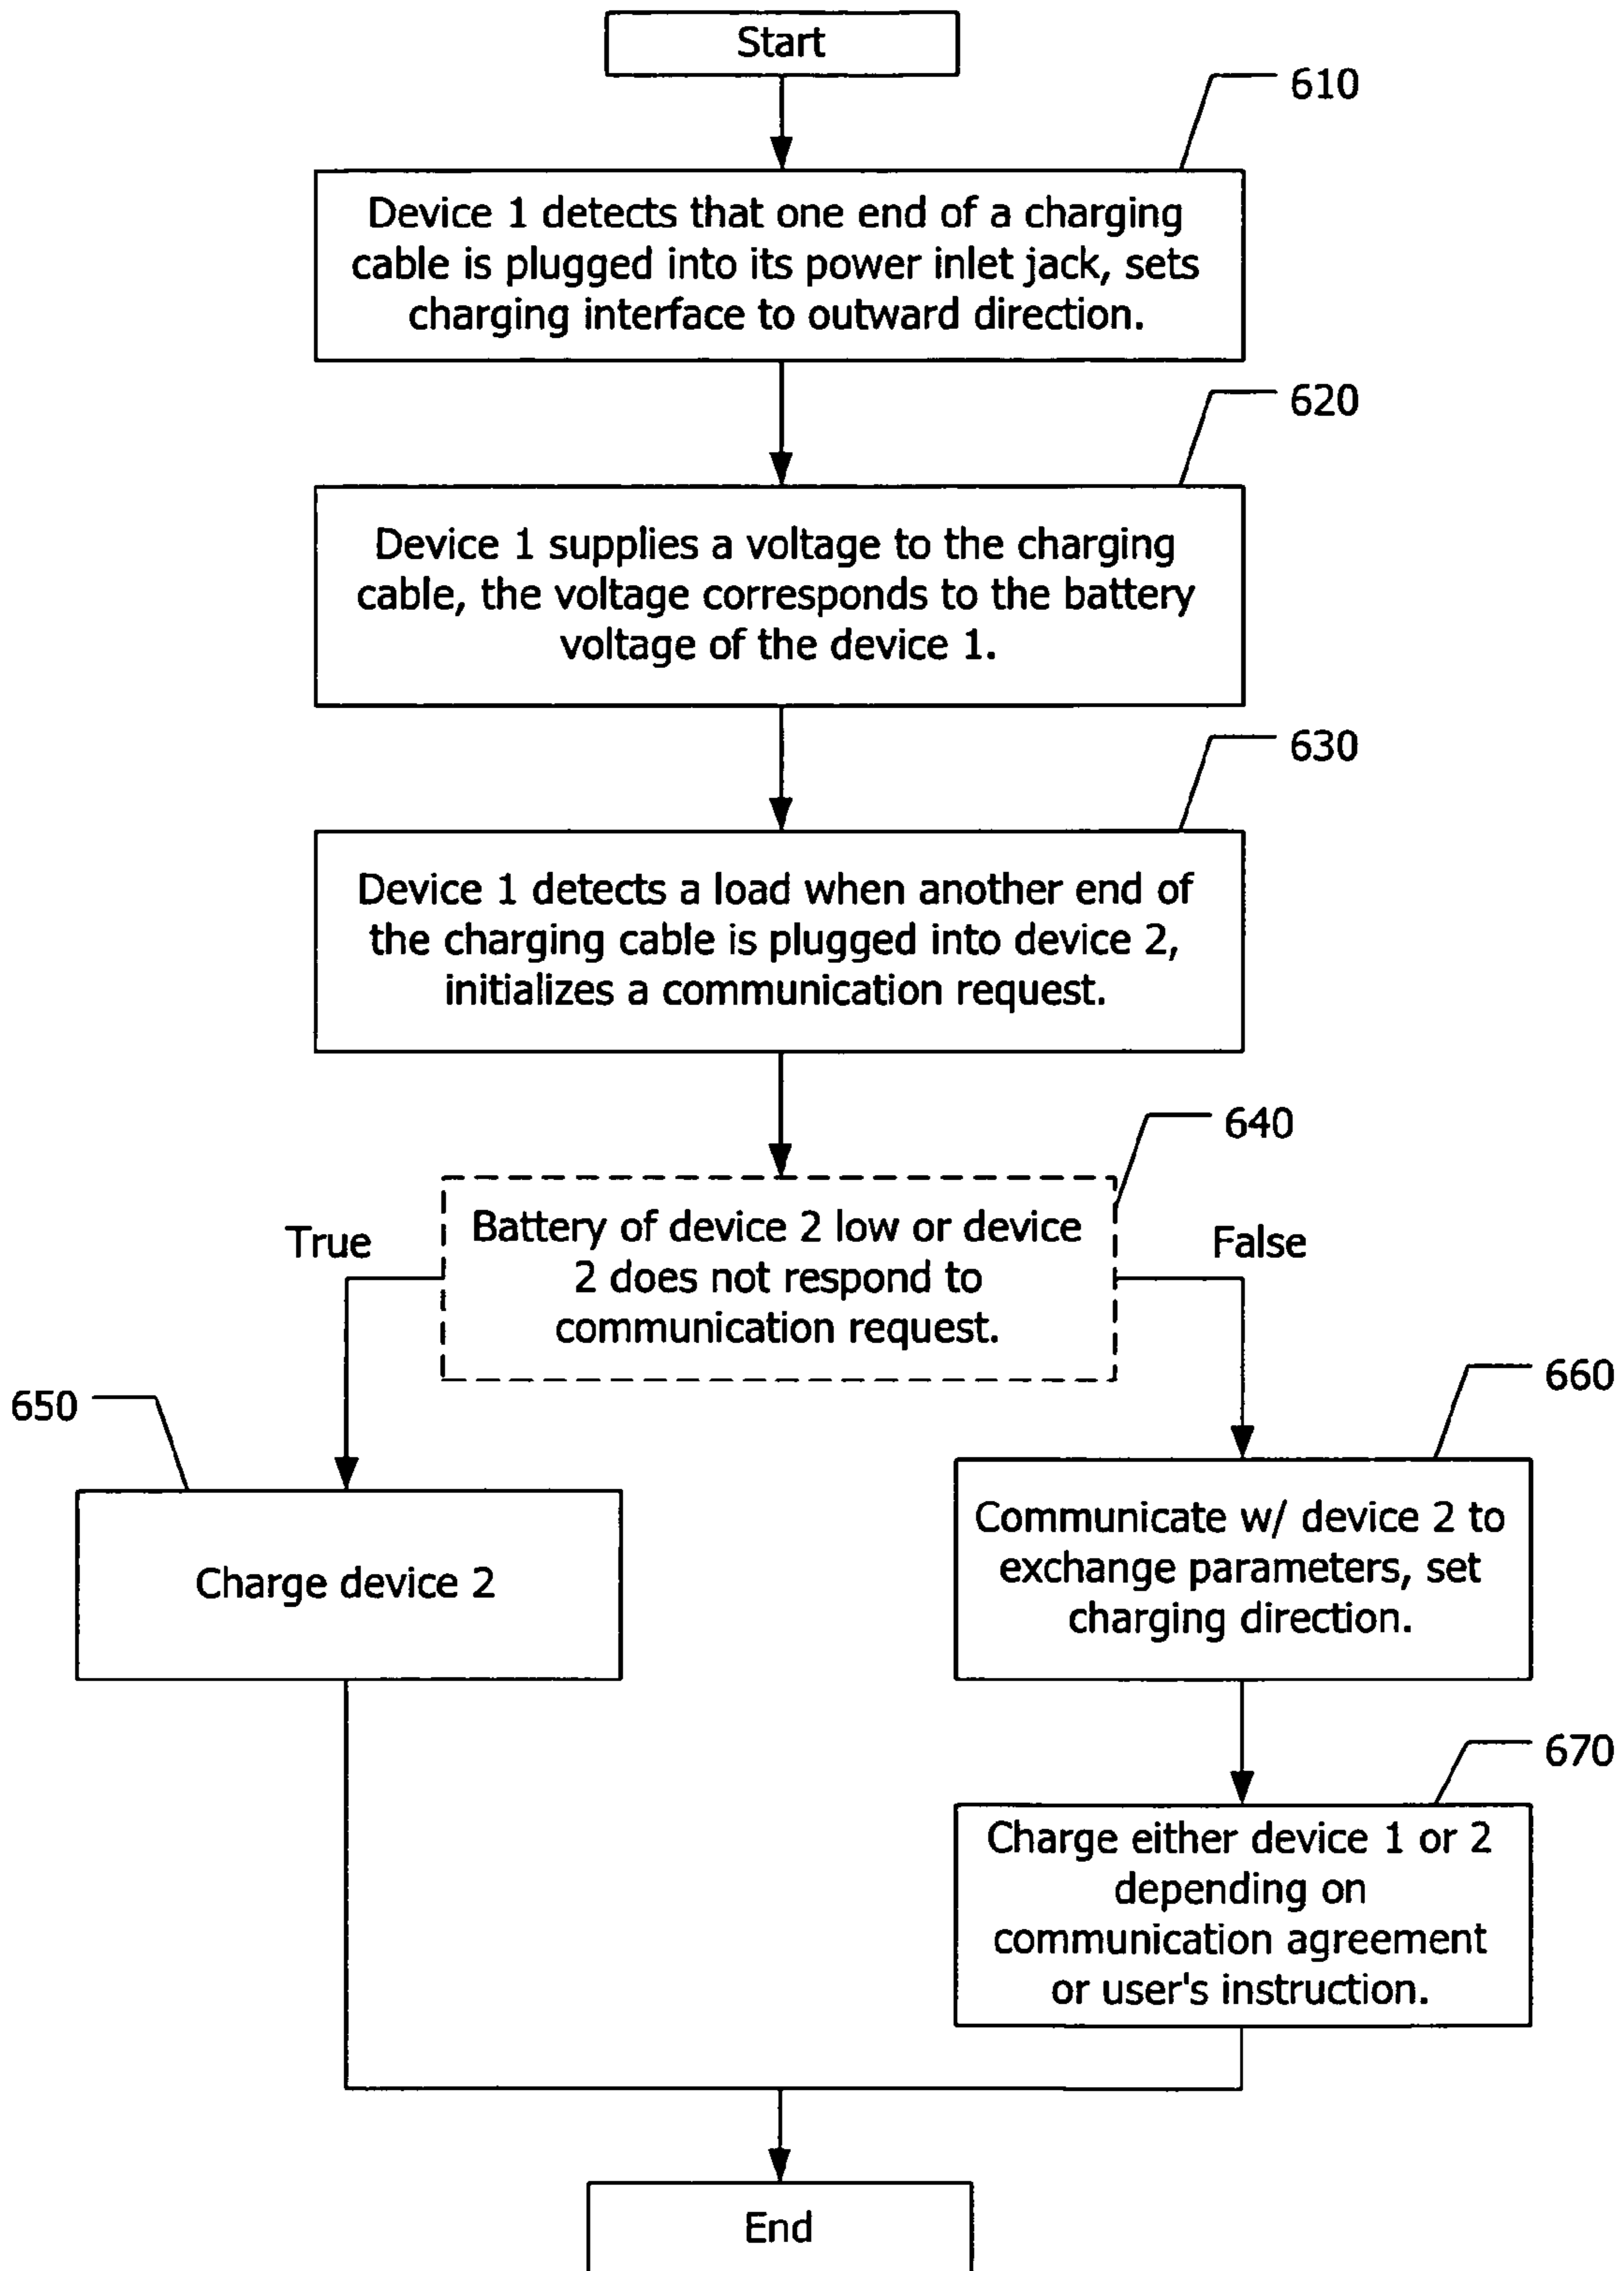 Start
610
Device 1 detects that one end of a charging
cable is plugged into its power inlet jack, sets
charging interface to outward direction.
620
Device 1 supplies a voltage to the charging
cable, the voltage corresponds to the battery
voltage of the device 1.
630
Device 1 detects a load when another end of
the charging cable is plugged into device 2,
initializes a communication request.
640
Battery of device 2 low or device
2 does not respond to
communication request.
True
False
650
Charge device 2
660
Communicate w/ device 2 to
exchange parameters, set
charging direction.
670
Charge either device 1 or 2
depending on
communication agreement
or user's instruction.
End